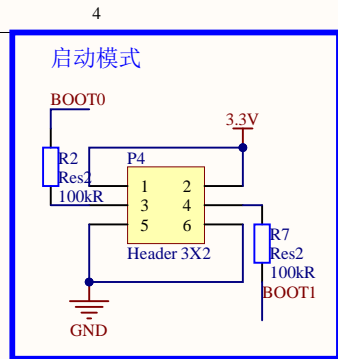 4
启动模式
BOOT0
3.3V
R2
Res2
100kR
P4
1 2
3 4
5 6
Header 3X2
R7
Res2
100kR
BOOT1
GND